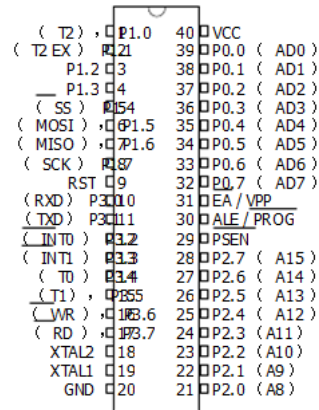 ( T2 ) , P1.0 1 40 VCC
( T2 EX ) P1.1 2 39 P0.0 ( AD0 )
P1.2 3 38 P0.1 ( AD1 )
P1.3 4 37 P0.2 ( AD2 )
( SS ) P1.4 5 36 P0.3 ( AD3 )
( MOSI ) , P1.5 6 35 P0.4 ( AD4 )
( MISO ) , P1.6 7 34 P0.5 ( AD5 )
( SCK ) P1.7 8 33 P0.6 ( AD6 )
RST 9 32 P0.7 ( AD7 )
(RXD) P3.0 10 31 EA / VPP
(TXD) P3.1 11 30 ALE / PROG
( INT0 ) P3.2 12 29 PSEN
( INT1 ) P3.3 13 28 P2.7 ( A15 )
( T0 ) P3.4 14 27 P2.6 ( A14 )
( T1 ) , P3.5 15 26 P2.5 ( A13 )
( WR ) , P3.6 16 25 P2.4 ( A12 )
( RD ) , P3.7 17 24 P2.3 ( A11 )
XTAL2 18 23 P2.2 ( A10 )
XTAL1 19 22 P2.1 ( A9 )
GND 20 21 P2.0 ( A8 )